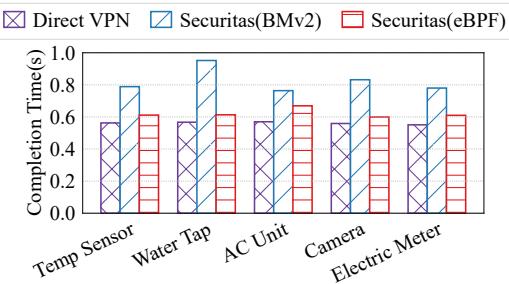 Direct VPN Securitas(BMv2) Securitas(eBPF)
Completion Time(s)
1.0
0.8
0.6
0.4
0.2
0.0
Temp Sensor
Water Tap
AC Unit
Camera
Electric Meter